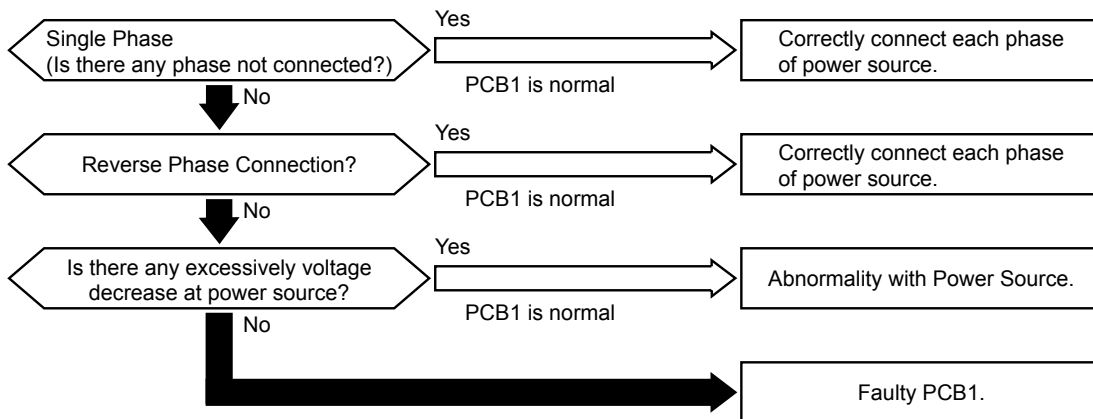 Single Phase
(Is there any phase not connected?)
Yes
PCB1 is normal
Correctly connect each phase
of power source.
No
Reverse Phase Connection?
Yes
PCB1 is normal
Correctly connect each phase
of power source.
No
Is there any excessively voltage
decrease at power source?
Yes
PCB1 is normal
Abnormality with Power Source.
No
Faulty PCB1.